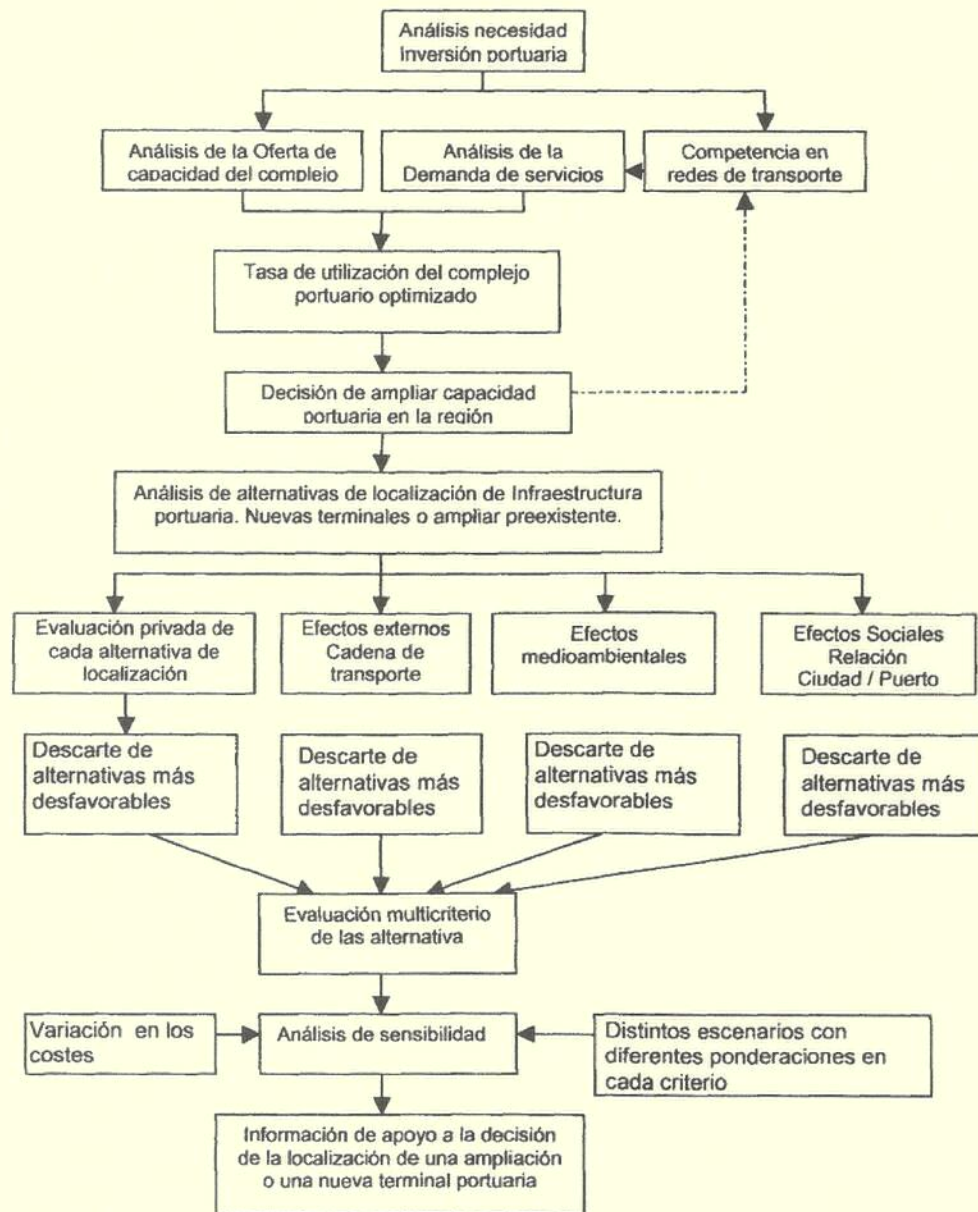 Análisis necesidad
Inversión portuaria
Análisis de la Oferta de
capacidad del complejo
Análisis de la
Demanda de servicios
Competencia en
redes de transporte
Tasa de utilización del complejo
portuario optimizado
Decisión de ampliar capacidad
portuaria en la región
Análisis de alternativas de localización de Infraestructura
portuaria. Nuevas terminales o ampliar preexistente.
Evaluación privada de
cada alternativa de
localización
Efectos externos
Cadena de
transporte
Efectos
medioambientales
Efectos Sociales
Relación
Ciudad / Puerto
Descarte de
alternativas más
desfavorables
Descarte de
alternativas más
desfavorables
Descarte de
alternativas más
desfavorables
Descarte de
alternativas más
desfavorables
Evaluación multicriterio
de las alternativa
Variación en los
costes
Análisis de sensibilidad
Distintos escenarios con
diferentes ponderaciones en
cada criterio
Información de apoyo a la decisión
de la localización de una ampliación
o una nueva terminal portuaria